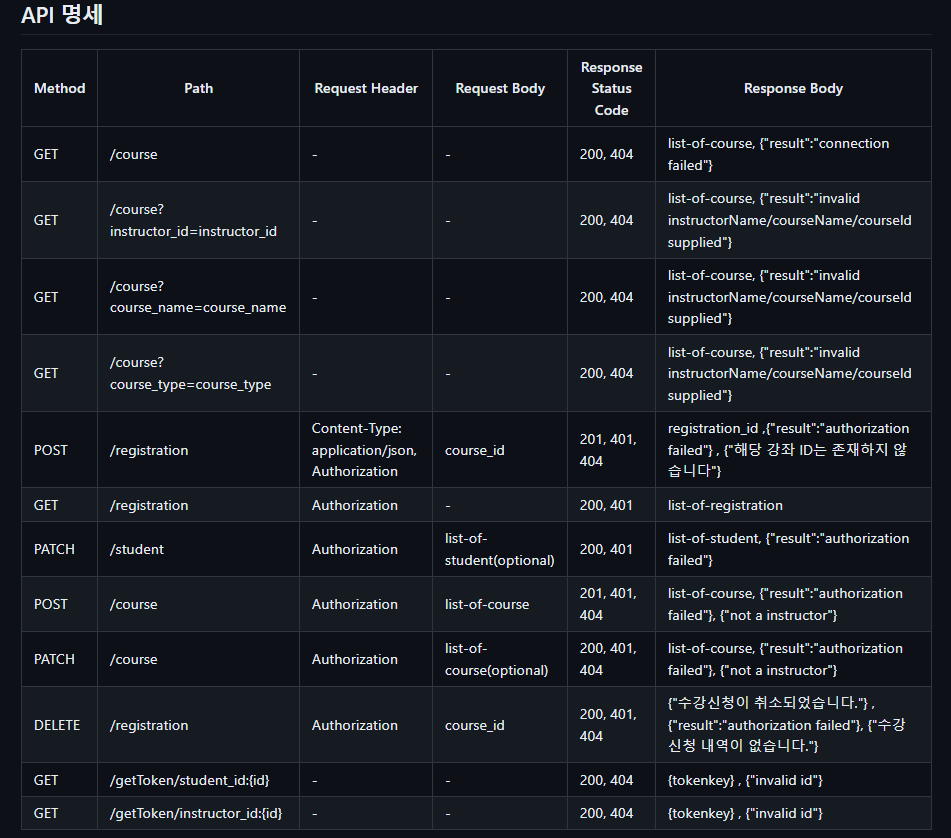 API 명세
Method Path Request Header Request Body Response Status Code Response Body
GET /course - - 200, 404 list-of-course, {"result":"connection failed"}
GET /course?instructor_id=instructor_id - - 200, 404 list-of-course, {"result":"invalid instructorName/courseName/courseId supplied"}
GET /course?course_name=course_name - - 200, 404 list-of-course, {"result":"invalid instructorName/courseName/courseId supplied"}
GET /course?course_type=course_type - - 200, 404 list-of-course, {"result":"invalid instructorName/courseName/courseId supplied"}
POST /registration Content-Type: application/json, Authorization course_id 201, 401, 404 registration_id ,{"result":"authorization failed"} , {"해당 강좌 ID는 존재하지 않습니다"}
GET /registration Authorization - 200, 401 list-of-registration
PATCH /student Authorization list-of-student(optional) 200, 401 list-of-student, {"result":"authorization failed"}
POST /course Authorization list-of-course 201, 401, 404 list-of-course, {"result":"authorization failed"}, {"not a instructor"}
PATCH /course Authorization list-of-course(optional) 200, 401, 404 list-of-course, {"result":"authorization failed"}, {"not a instructor"}
DELETE /registration Authorization course_id 200, 401, 404 {"수강신청이 취소되었습니다."} , {"result":"authorization failed"}, {"수강신청 내역이 없습니다."}
GET /getToken/student_id:{id} - - 200, 404 {tokenkey} , {"invalid id"}
GET /getToken/instructor_id:{id} - - 200, 404 {tokenkey} , {"invalid id"}